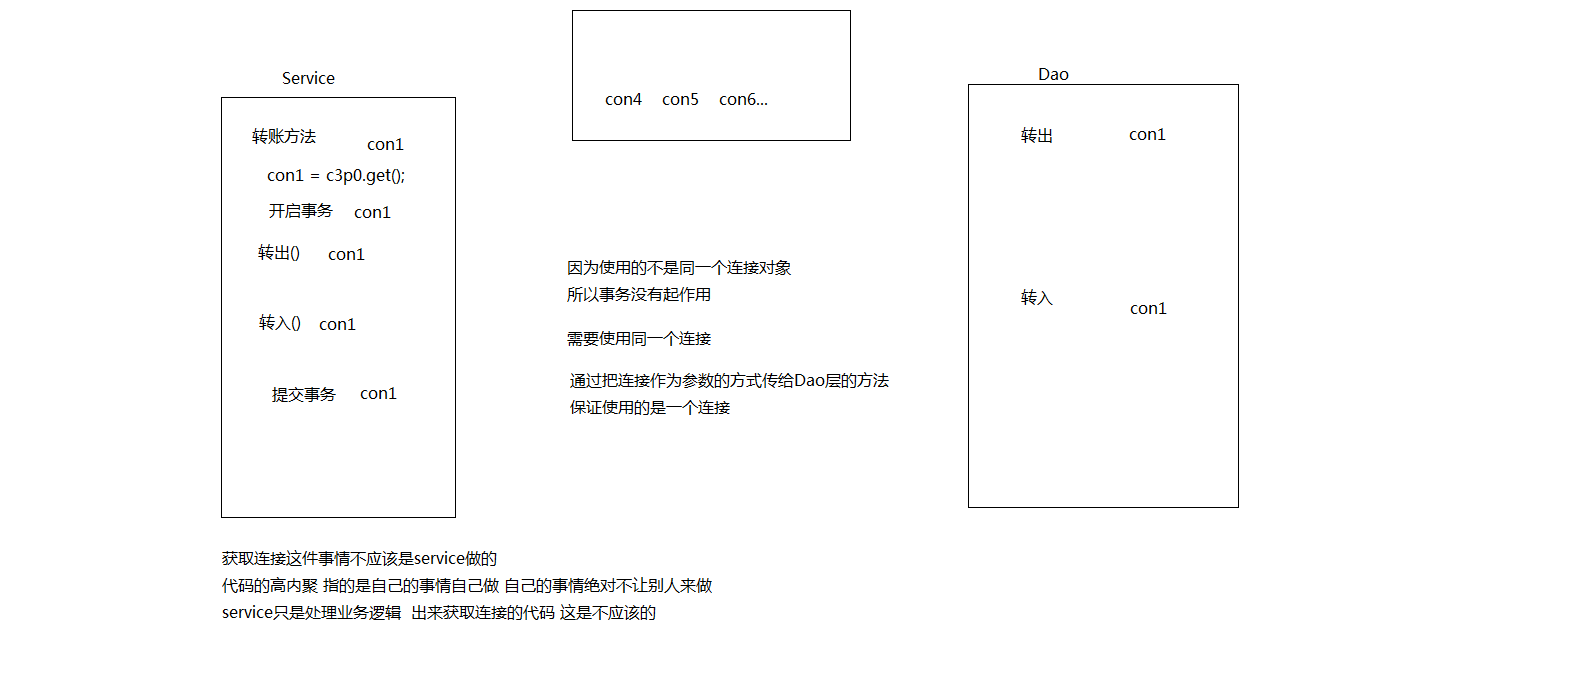 Service
转账方法 con1
con1 = c3p0.get();
开启事务 con1
转出() con1
转入() con1
提交事务 con1
con4 con5 con6...
因为使用的不是同一个连接对象
所以事务没有起作用
需要使用同一个连接
通过把连接作为参数的方式传给Dao层的方法
保证使用的是一个连接
Dao
转出 con1
转入 con1
获取连接这件事情不应该是service做的
代码的高内聚 指的是自己的事情自己做 自己的事情绝对不让别人来做
service只是处理业务逻辑 出来获取连接的代码 这是不应该的